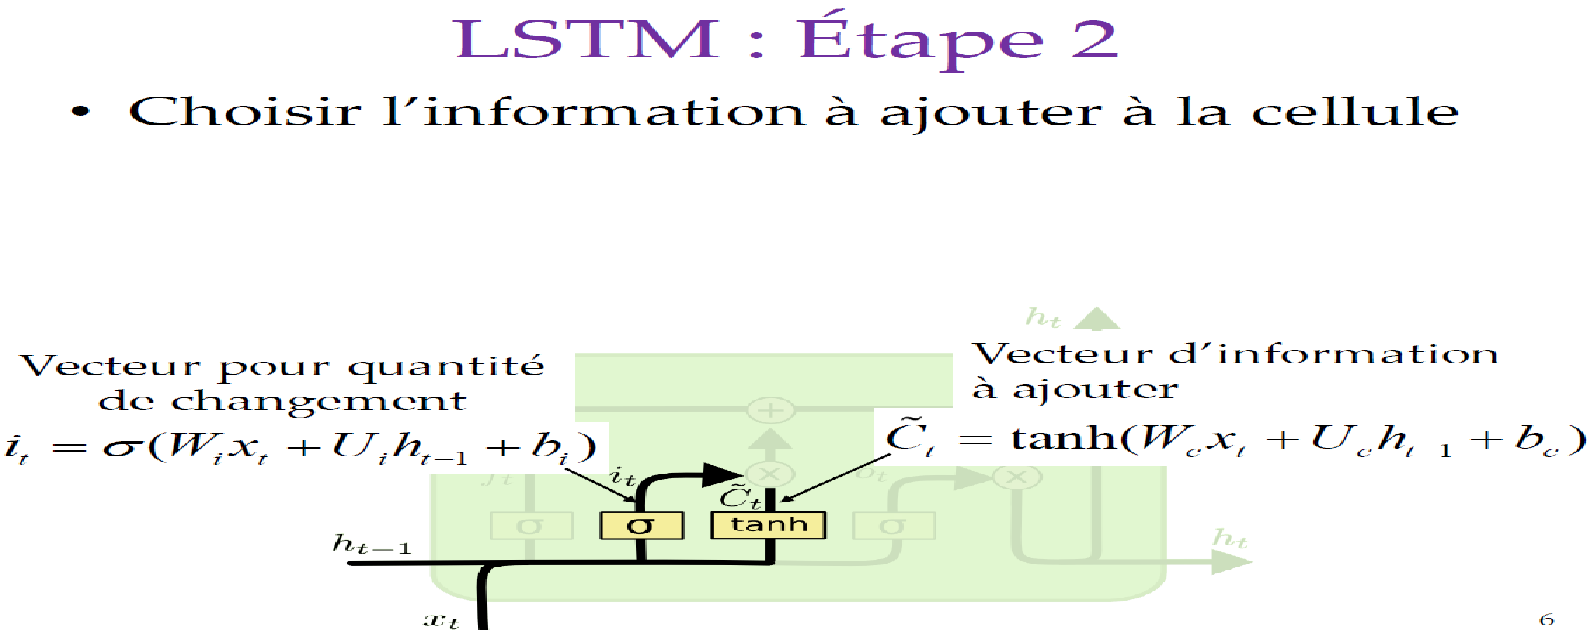 LSTM : Étape 2
• Choisir l’information à ajouter à la cellule
h_t
Vecteur pour quantité
de changement
i_t = σ(W_i x_t + U_i h_{t-1} + b_i)
Vecteur d’information
à ajouter
C̃_t = tanh(W_c x_t + U_c h_{t-1} + b_c)
+
×
×
f_t
i_t
C̃_t
o_t
σ
σ
tanh
σ
h_{t-1}
h_t
x_t
6